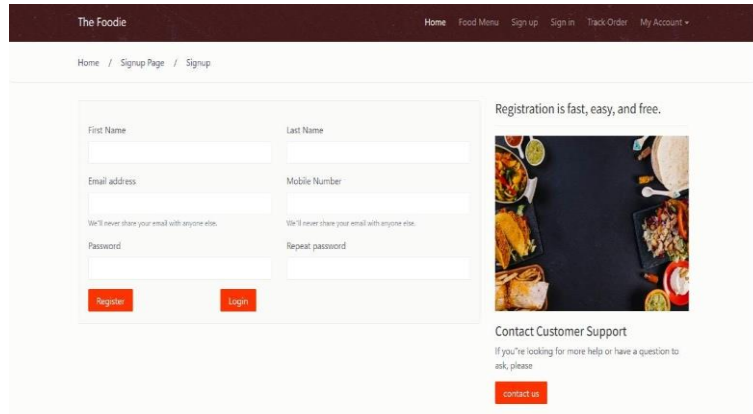 The Foodie
Home Food Menu Sign up Sign in Track Order My Account
Home / Signup Page / Signup
Registration is fast, easy, and free.
First Name Last Name
Email address Mobile Number
We'll never share your email with anyone else. We'll never share your email with anyone else.
Password Repeat password
Register Login
Contact Customer Support
If you"re looking for more help or have a question to
ask, please
contact us